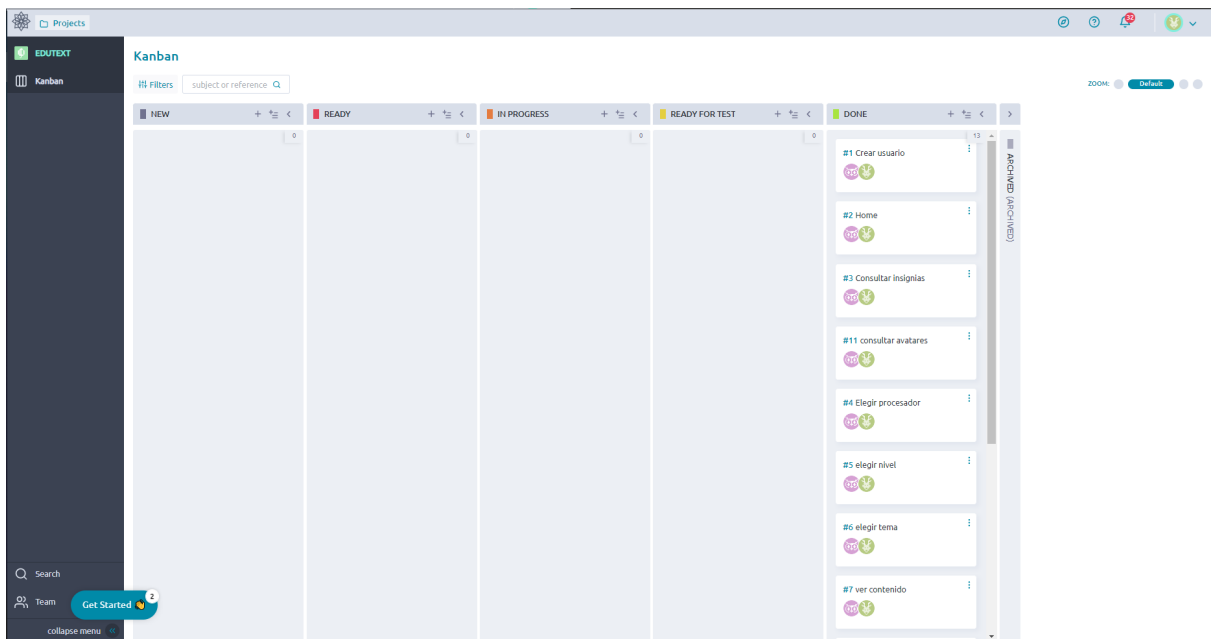 Projects
32
EDUTEXT
Kanban
Kanban
Filters
subject or reference
ZOOM:
Default
NEW
READY
IN PROGRESS
READY FOR TEST
DONE
0
0
0
0
13
ARCHIVED (ARCHIVED)
#1 Crear usuario
#2 Home
#3 Consultar insignias
#11 consultar avatares
#4 Elegir procesador
#5 elegir nivel
#6 elegir tema
#7 ver contenido
Search
Team
Get Started
2
collapse menu